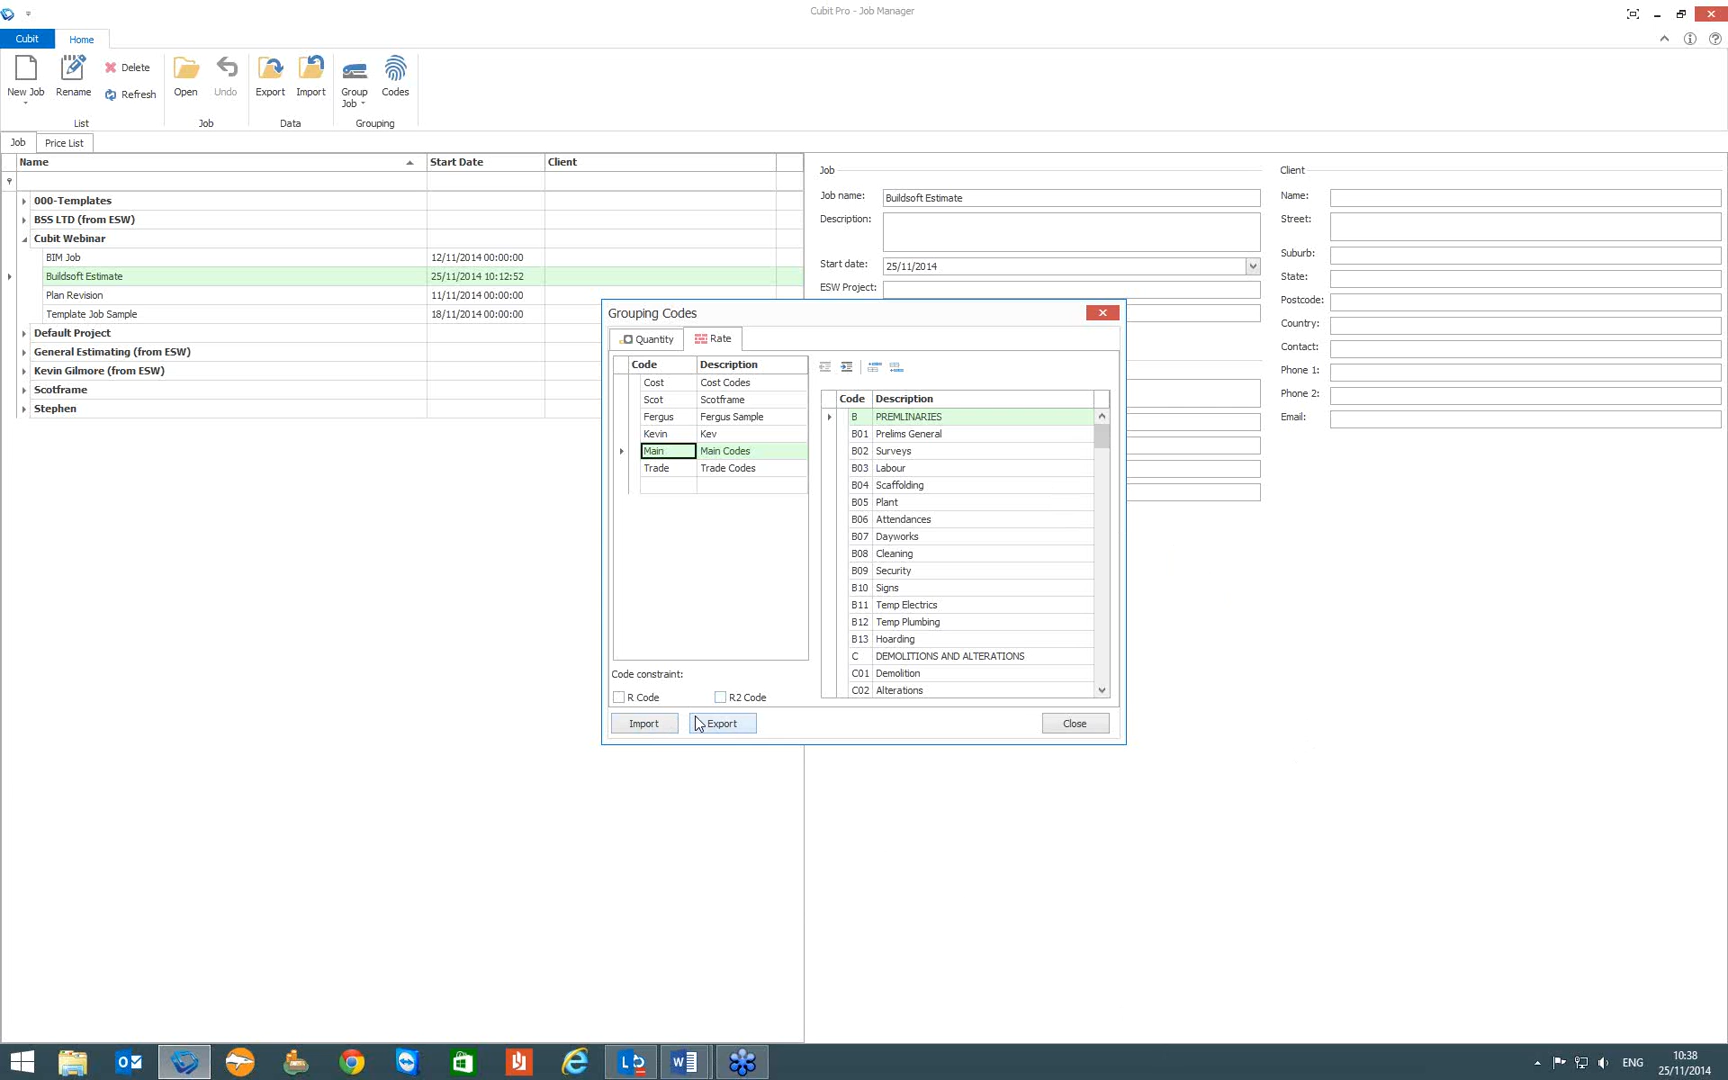 Cubit Pro - Job Manager
Cubit
Home
New Job
Rename
Delete
Refresh
Open
Undo
Export
Import
Group Job
Codes
List
Job
Data
Grouping
Job
Price List
Name
Start Date
Client
000-Templates
BSS LTD (from ESW)
Cubit Webinar
BIM Job 12/11/2014 00:00:00
Buildsoft Estimate 25/11/2014 10:12:52
Plan Revision 11/11/2014 00:00:00
Template Job Sample 18/11/2014 00:00:00
Default Project
General Estimating (from ESW)
Kevin Gilmore (from ESW)
Scotframe
Stephen
Job
Job name: Buildsoft Estimate
Description:
Start date: 25/11/2014
ESW Project:
Client
Name:
Street:
Suburb:
State:
Postcode:
Country:
Contact:
Phone 1:
Phone 2:
Email:
Grouping Codes
Quantity
Rate
Code Description
Cost Cost Codes
Scot Scotframe
Fergus Fergus Sample
Kevin Kev
Main Main Codes
Trade Trade Codes
Code constraint:
R Code
R2 Code
Import
Export
Close
Code Description
B PREMLINARIES
B01 Prelims General
B02 Surveys
B03 Labour
B04 Scaffolding
B05 Plant
B06 Attendances
B07 Dayworks
B08 Cleaning
B09 Security
B10 Signs
B11 Temp Electrics
B12 Temp Plumbing
B13 Hoarding
C DEMOLITIONS AND ALTERATIONS
C01 Demolition
C02 Alterations
ENG
10:38
25/11/2014